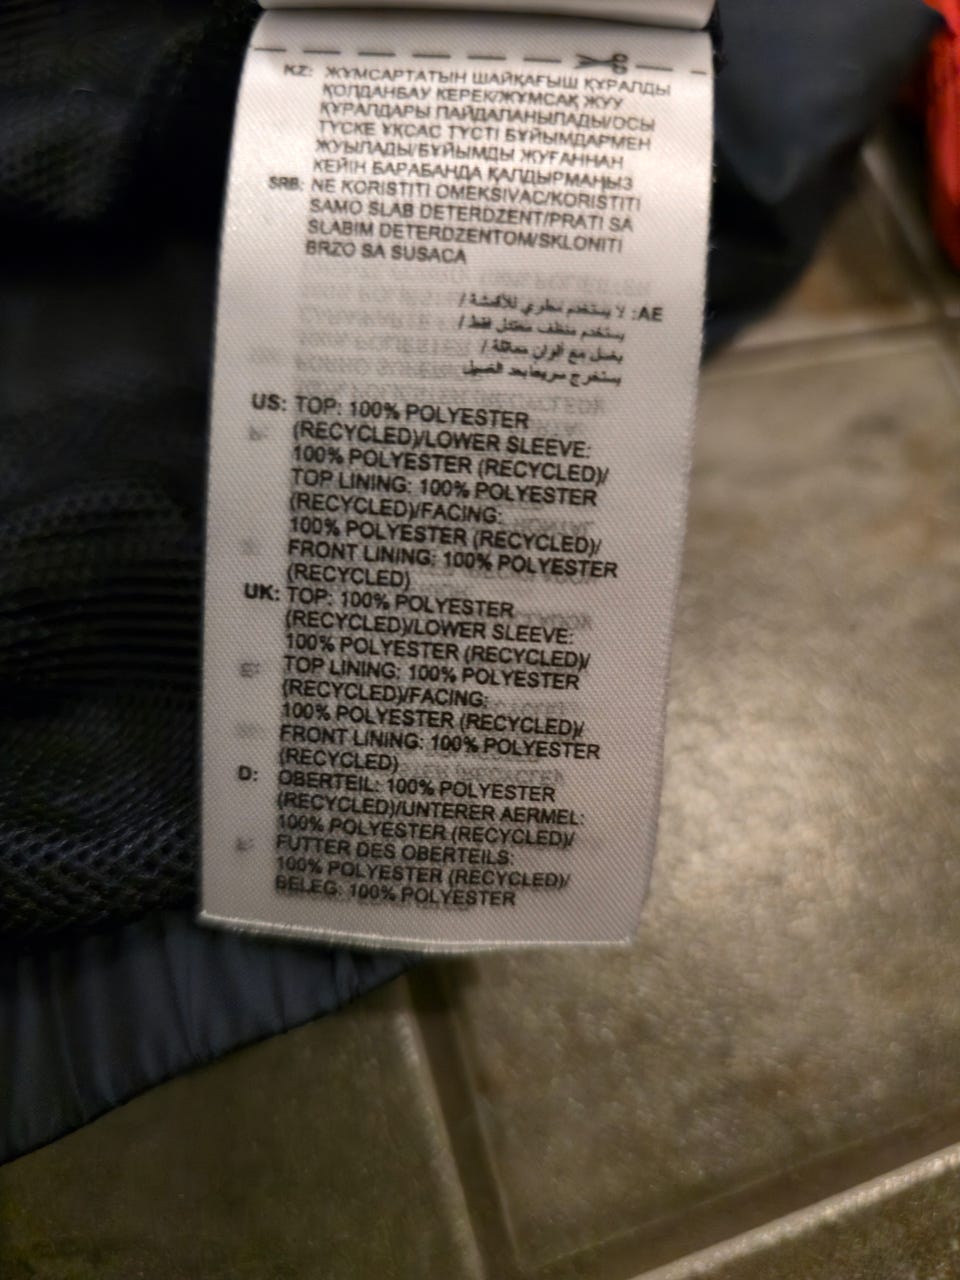 KZ: ЖҰМСАРТАТЫН ШАЙҚАҒЫШ ҚҰРАЛДЫ
ҚОЛДАНБАУ КЕРЕК/ЖҰМСАҚ ЖУУ
ҚҰРАЛДАРЫ ПАЙДАЛАНЫЛАДЫ/ОСЫ
ТҮСКЕ ҰҚСАС ТҮСТІ БҰЙЫМДАРМЕН
ЖУЫЛАДЫ/БҰЙЫМДЫ ЖУҒАННАН
КЕЙІН БАРАБАНДА ҚАЛДЫРМАҢЫЗ
SRB: NE KORISTITI OMEKSIVAC/KORISTITI
SAMO SLAB DETERDZENT/PRATI SA
SLABIM DETERDZENTOM/SKLONITI
BRZO SA SUSACA
AE: لا يستخدم مطري للأقمشة /
يستخدم منظف معتدل فقط /
يغسل مع ألوان مماثلة /
يستخرج سريعا بعد الغسيل
US: TOP: 100% POLYESTER
(RECYCLED)/LOWER SLEEVE:
100% POLYESTER (RECYCLED)/
TOP LINING: 100% POLYESTER
(RECYCLED)/FACING:
100% POLYESTER (RECYCLED)/
FRONT LINING: 100% POLYESTER
(RECYCLED)
UK: TOP: 100% POLYESTER
(RECYCLED)/LOWER SLEEVE:
100% POLYESTER (RECYCLED)/
TOP LINING: 100% POLYESTER
(RECYCLED)/FACING:
100% POLYESTER (RECYCLED)/
FRONT LINING: 100% POLYESTER
(RECYCLED)
D: OBERTEIL: 100% POLYESTER
(RECYCLED)/UNTERER AERMEL:
100% POLYESTER (RECYCLED)/
FUTTER DES OBERTEILS:
100% POLYESTER (RECYCLED)/
BELEG: 100% POLYESTER